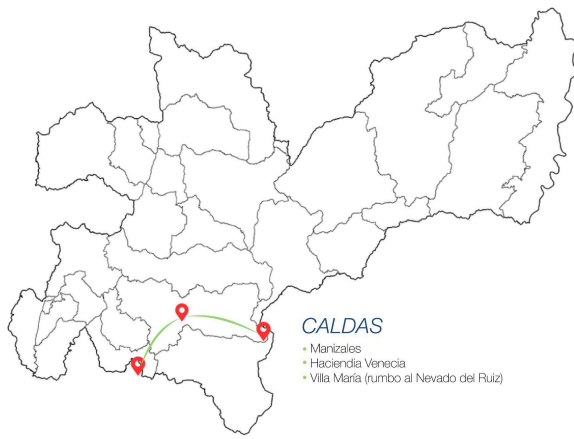 CALDAS
• Manizales
• Haciendia Venecia
• Villa María (rumbo al Nevado del Ruiz)